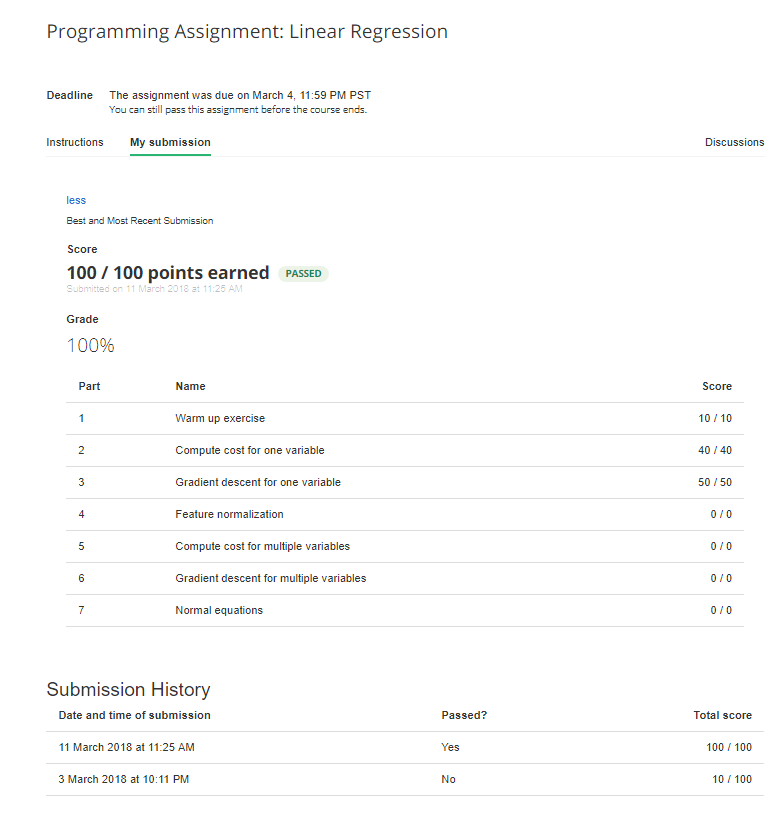 Programming Assignment: Linear Regression
Deadline The assignment was due on March 4, 11:59 PM PST
You can still pass this assignment before the course ends.
Instructions My submission Discussions
less
Best and Most Recent Submission
Score
100 / 100 points earned PASSED
Submitted on 11 March 2018 at 11:25 AM
Grade
100%
Part Name Score
1 Warm up exercise 10 / 10
2 Compute cost for one variable 40 / 40
3 Gradient descent for one variable 50 / 50
4 Feature normalization 0 / 0
5 Compute cost for multiple variables 0 / 0
6 Gradient descent for multiple variables 0 / 0
7 Normal equations 0 / 0
Submission History
Date and time of submission Passed? Total score
11 March 2018 at 11:25 AM Yes 100 / 100
3 March 2018 at 10:11 PM No 10 / 100